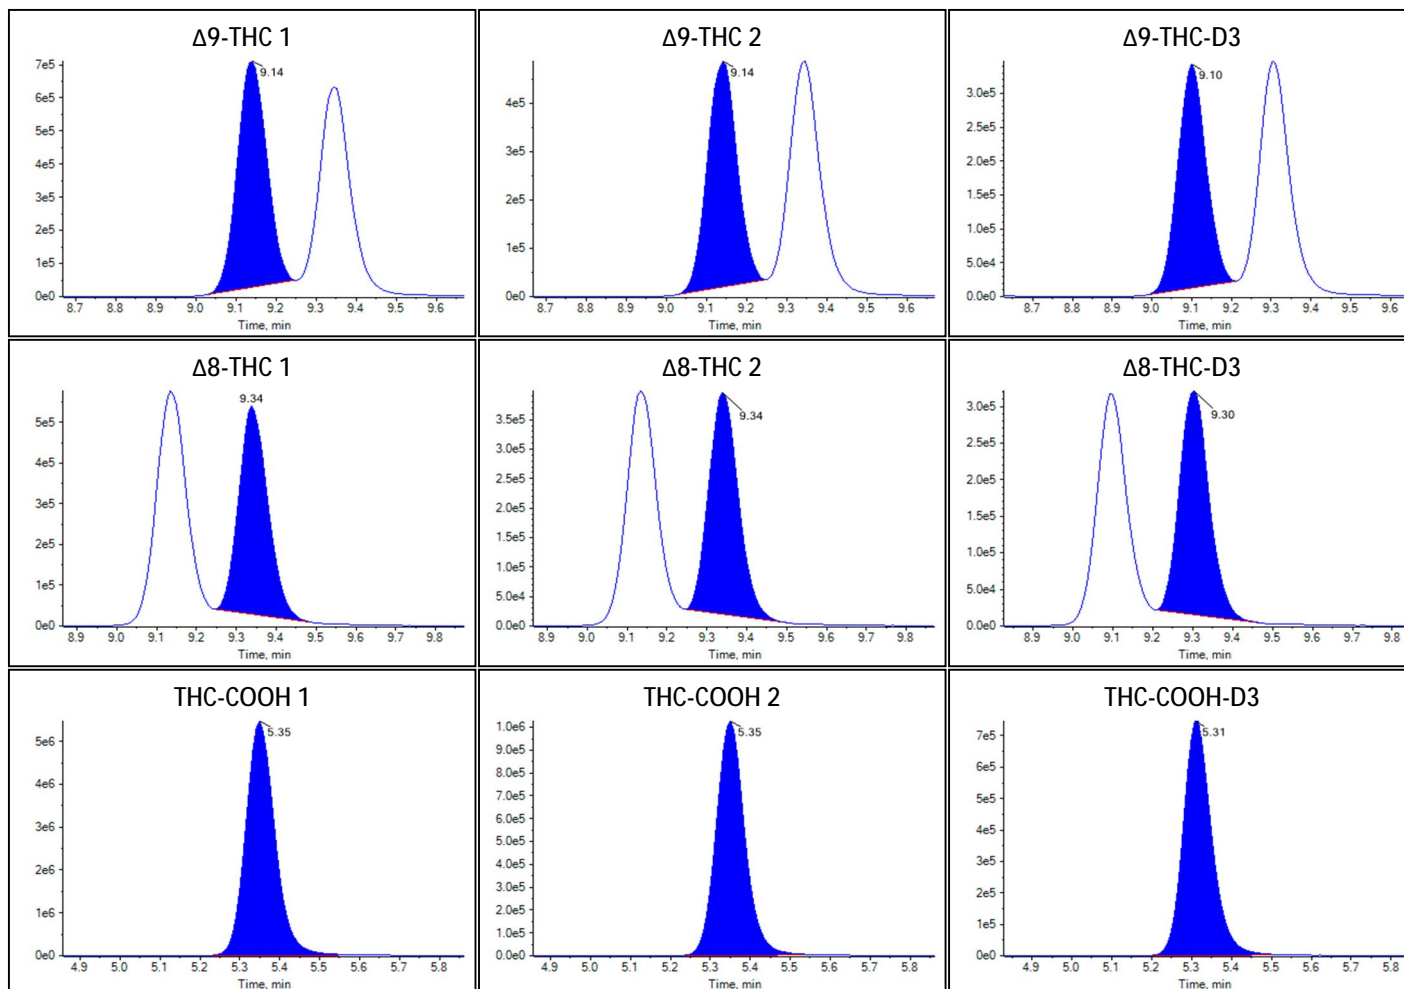 Δ9-THC 1
7e5
6e5
5e5
4e5
3e5
2e5
1e5
0e0
9.14
8.7 8.8 8.9 9.0 9.1 9.2 9.3 9.4 9.5 9.6
Time, min
Δ9-THC 2
4e5
3e5
2e5
1e5
0e0
9.14
8.7 8.8 8.9 9.0 9.1 9.2 9.3 9.4 9.5 9.6
Time, min
Δ9-THC-D3
3.0e5
2.5e5
2.0e5
1.5e5
1.0e5
5.0e4
0.0e0
9.10
8.7 8.8 8.9 9.0 9.1 9.2 9.3 9.4 9.5 9.6
Time, min
Δ8-THC 1
5e5
4e5
3e5
2e5
1e5
0e0
9.34
8.9 9.0 9.1 9.2 9.3 9.4 9.5 9.6 9.7 9.8
Time, min
Δ8-THC 2
3.5e5
3.0e5
2.5e5
2.0e5
1.5e5
1.0e5
5.0e4
0.0e0
9.34
8.9 9.0 9.1 9.2 9.3 9.4 9.5 9.6 9.7 9.8
Time, min
Δ8-THC-D3
3.0e5
2.5e5
2.0e5
1.5e5
1.0e5
5.0e4
0.0e0
9.30
8.9 9.0 9.1 9.2 9.3 9.4 9.5 9.6 9.7 9.8
Time, min
THC-COOH 1
5e6
4e6
3e6
2e6
1e6
0e0
5.35
4.9 5.0 5.1 5.2 5.3 5.4 5.5 5.6 5.7 5.8
Time, min
THC-COOH 2
1.0e6
9.0e5
8.0e5
7.0e5
6.0e5
5.0e5
4.0e5
3.0e5
2.0e5
1.0e5
0.0e0
5.35
4.9 5.0 5.1 5.2 5.3 5.4 5.5 5.6 5.7 5.8
Time, min
THC-COOH-D3
7e5
6e5
5e5
4e5
3e5
2e5
1e5
0e0
5.31
4.9 5.0 5.1 5.2 5.3 5.4 5.5 5.6 5.7 5.8
Time, min